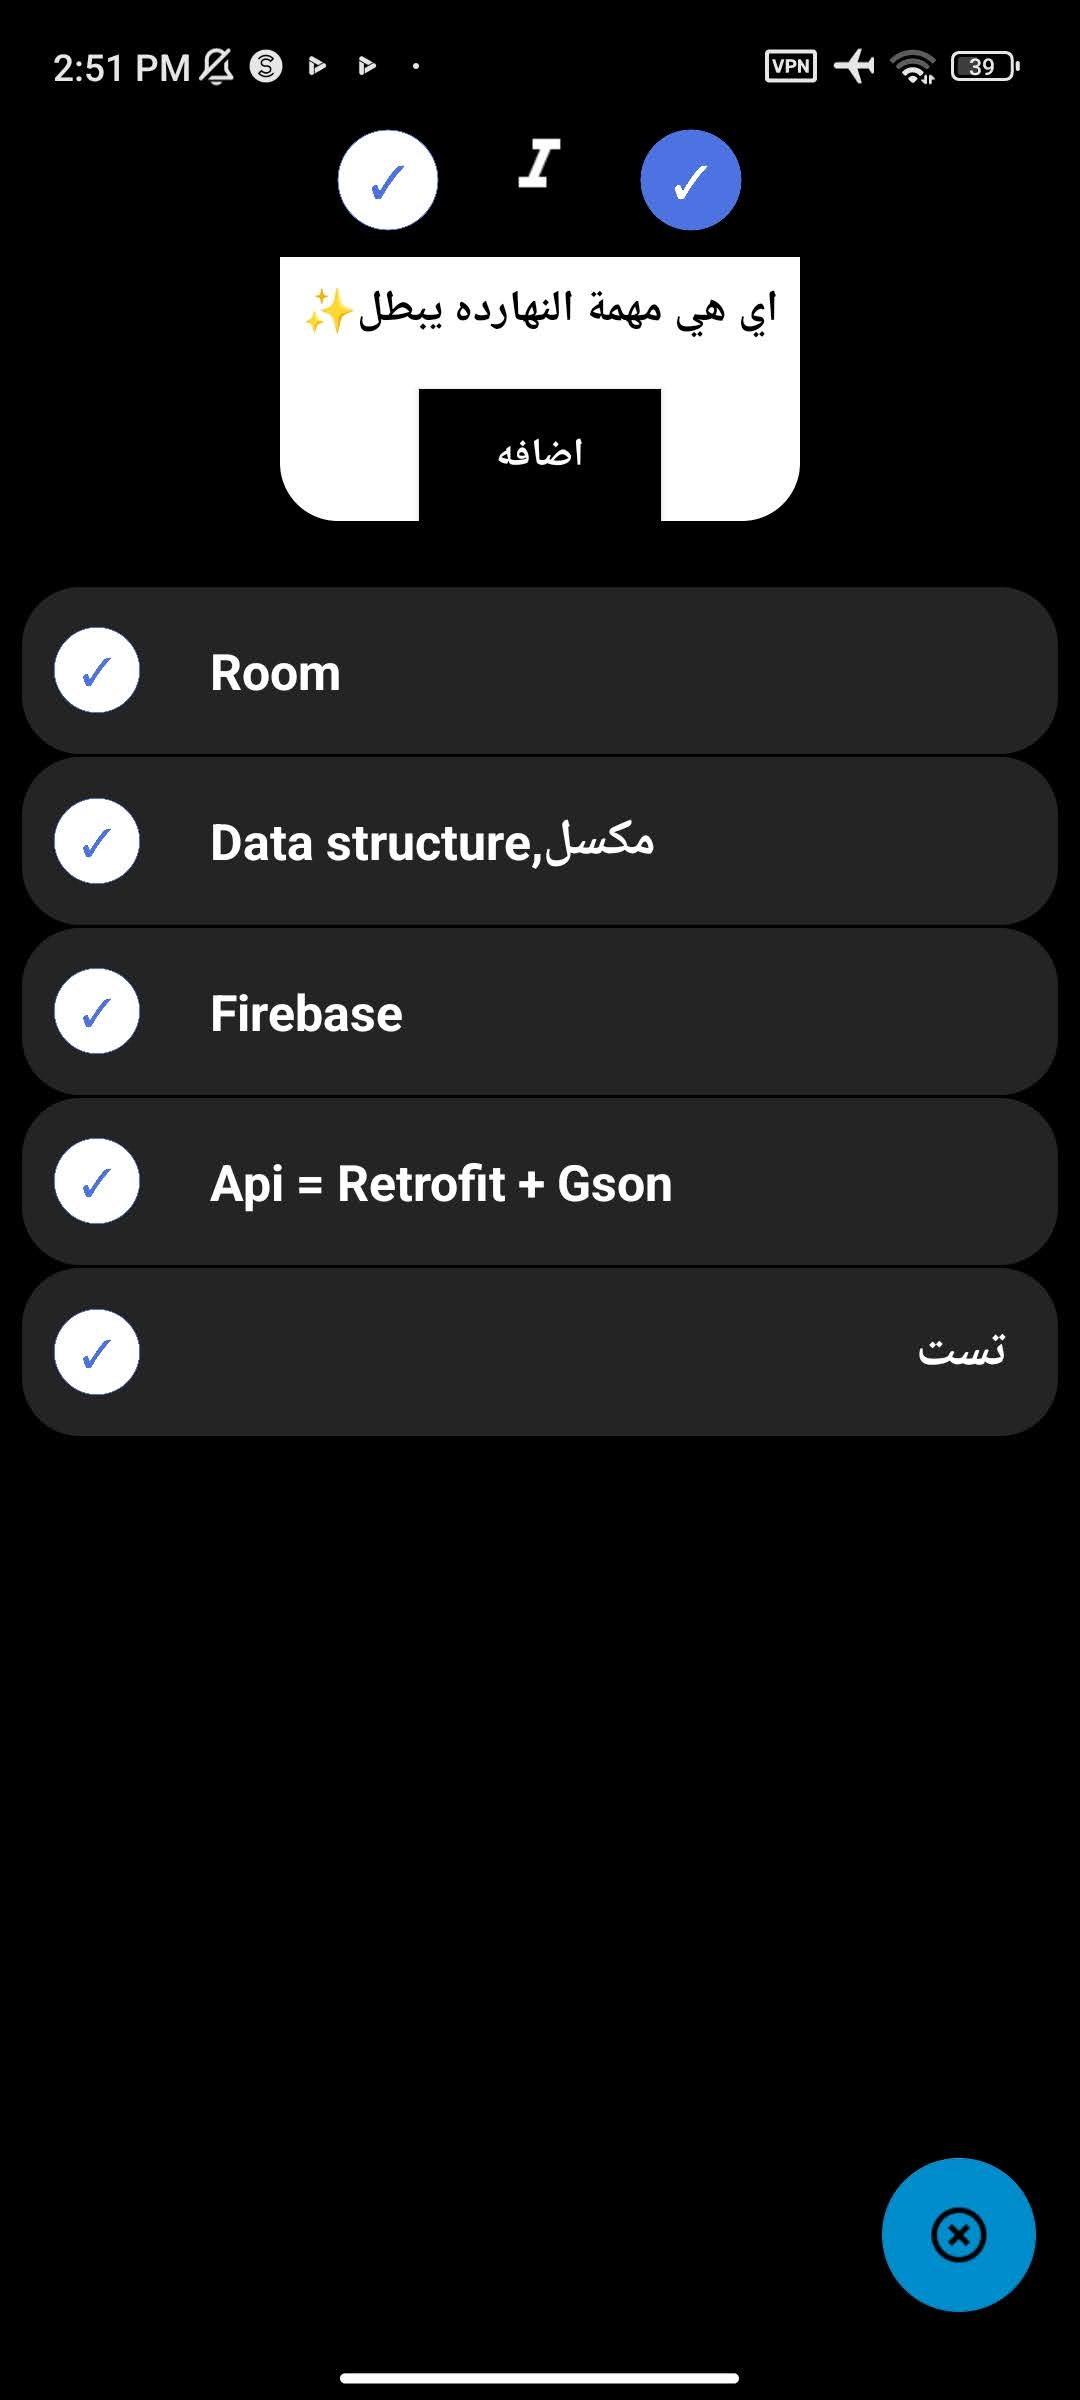 2:51 PM
VPN
39
اي هي مهمة النهارده يبطل✨
اضافه
Room
Data structure,مكسل
Firebase
Api = Retrofit + Gson
تست